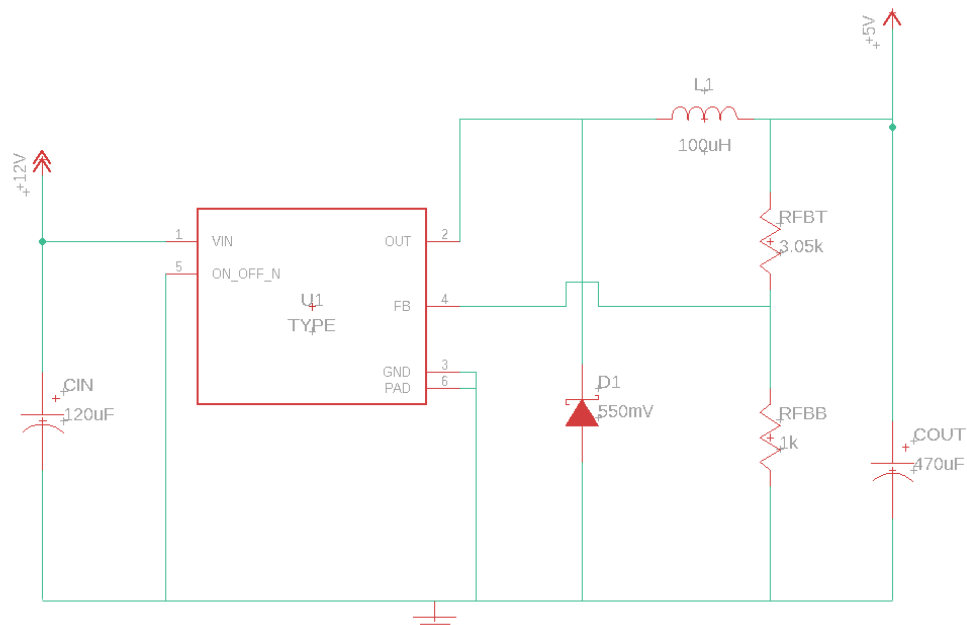 +5V
L1
100uH
+12V
1
VIN
OUT
2
5
ON_OFF_N
RFBT
3.05k
U1
TYPE
FB
4
GND
3
PAD
6
CIN
120uF
D1
550mV
RFBB
1k
COUT
470uF